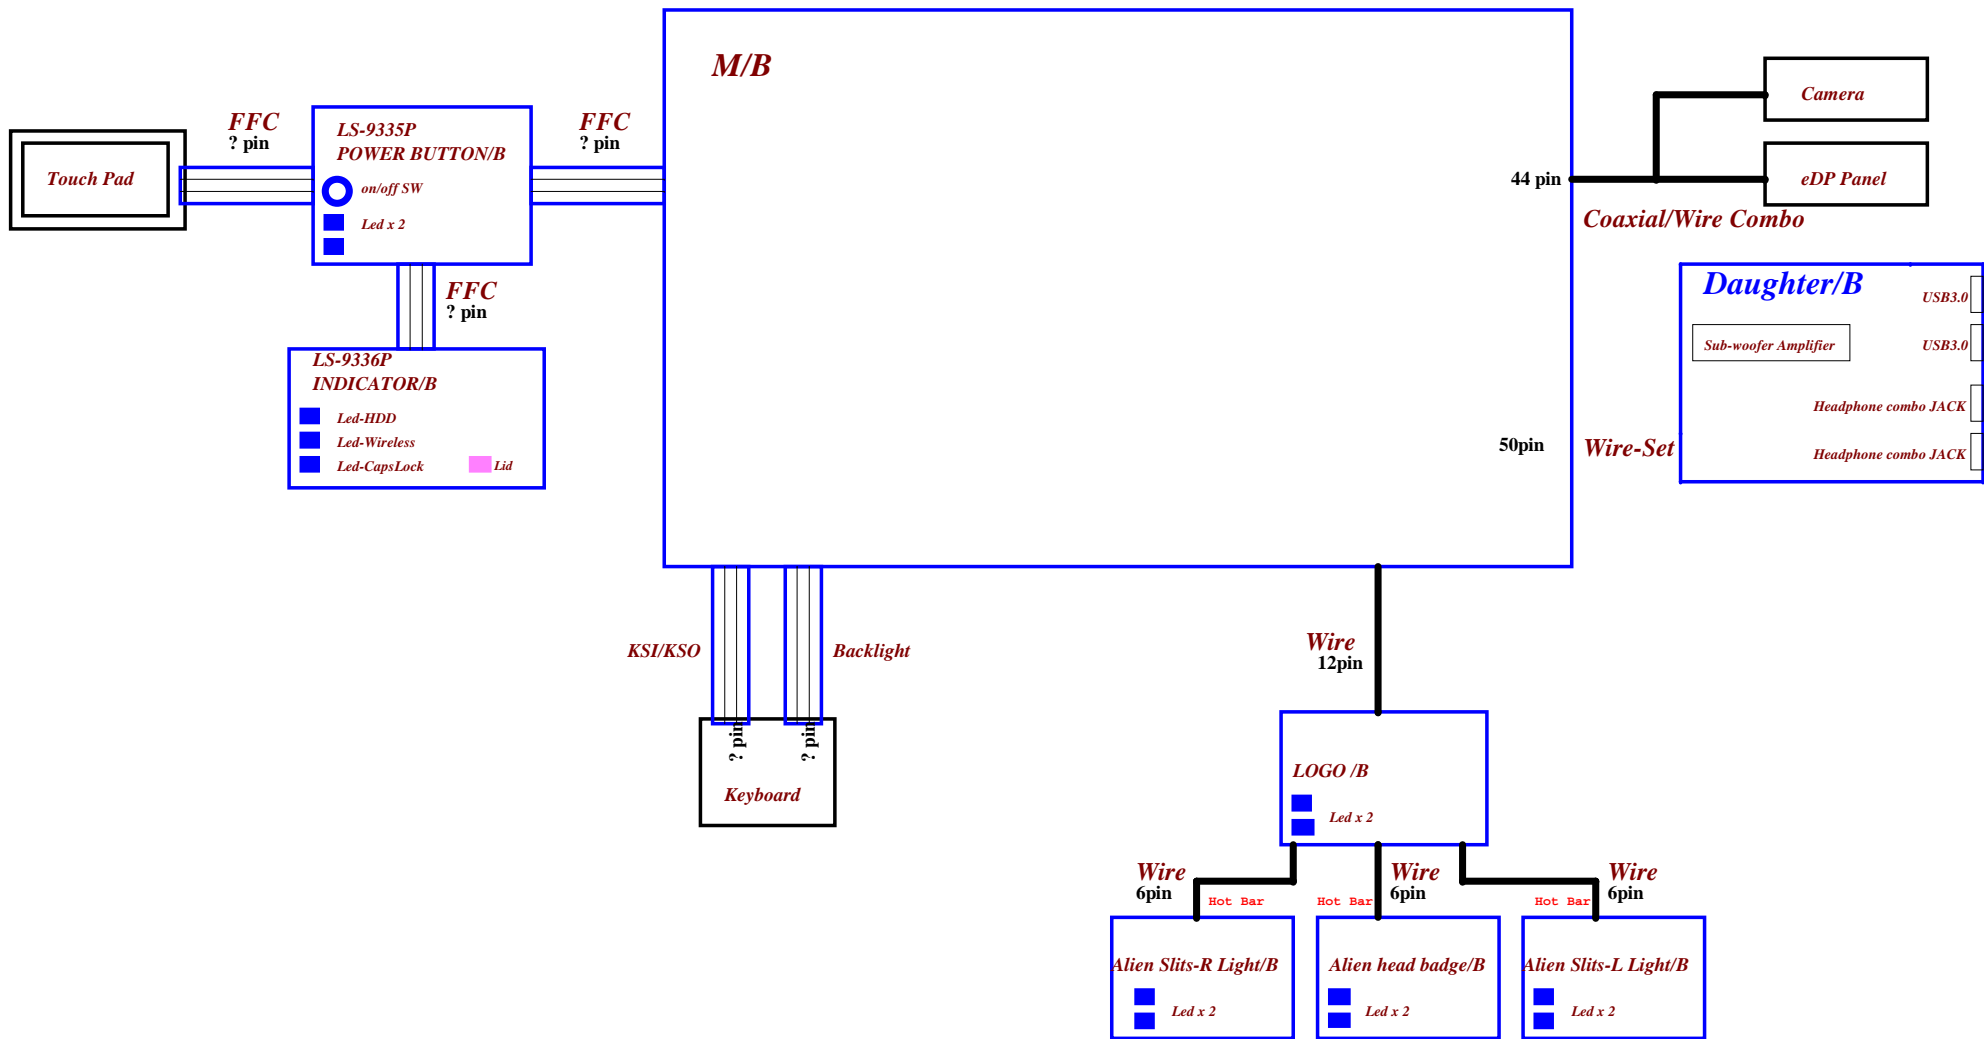 M/B
Camera
FFC
? pin
LS-9335P
POWER BUTTON/B
FFC
? pin
Touch Pad
on/off SW
Led x 2
44 pin
eDP Panel
Coaxial/Wire Combo
FFC
? pin
Daughter/B
USB3.0
Sub-woofer Amplifier
USB3.0
LS-9336P
INDICATOR/B
Led-HDD
Led-Wireless
Led-CapsLock
Lid
Headphone combo JACK
50pin
Wire-Set
Headphone combo JACK
KSI/KSO
Backlight
Wire
12pin
? pin
? pin
Keyboard
LOGO /B
Led x 2
Wire
6pin
Hot Bar
Wire
6pin
Hot Bar
Wire
6pin
Hot Bar
Alien Slits-R Light/B
Led x 2
Alien head badge/B
Led x 2
Alien Slits-L Light/B
Led x 2